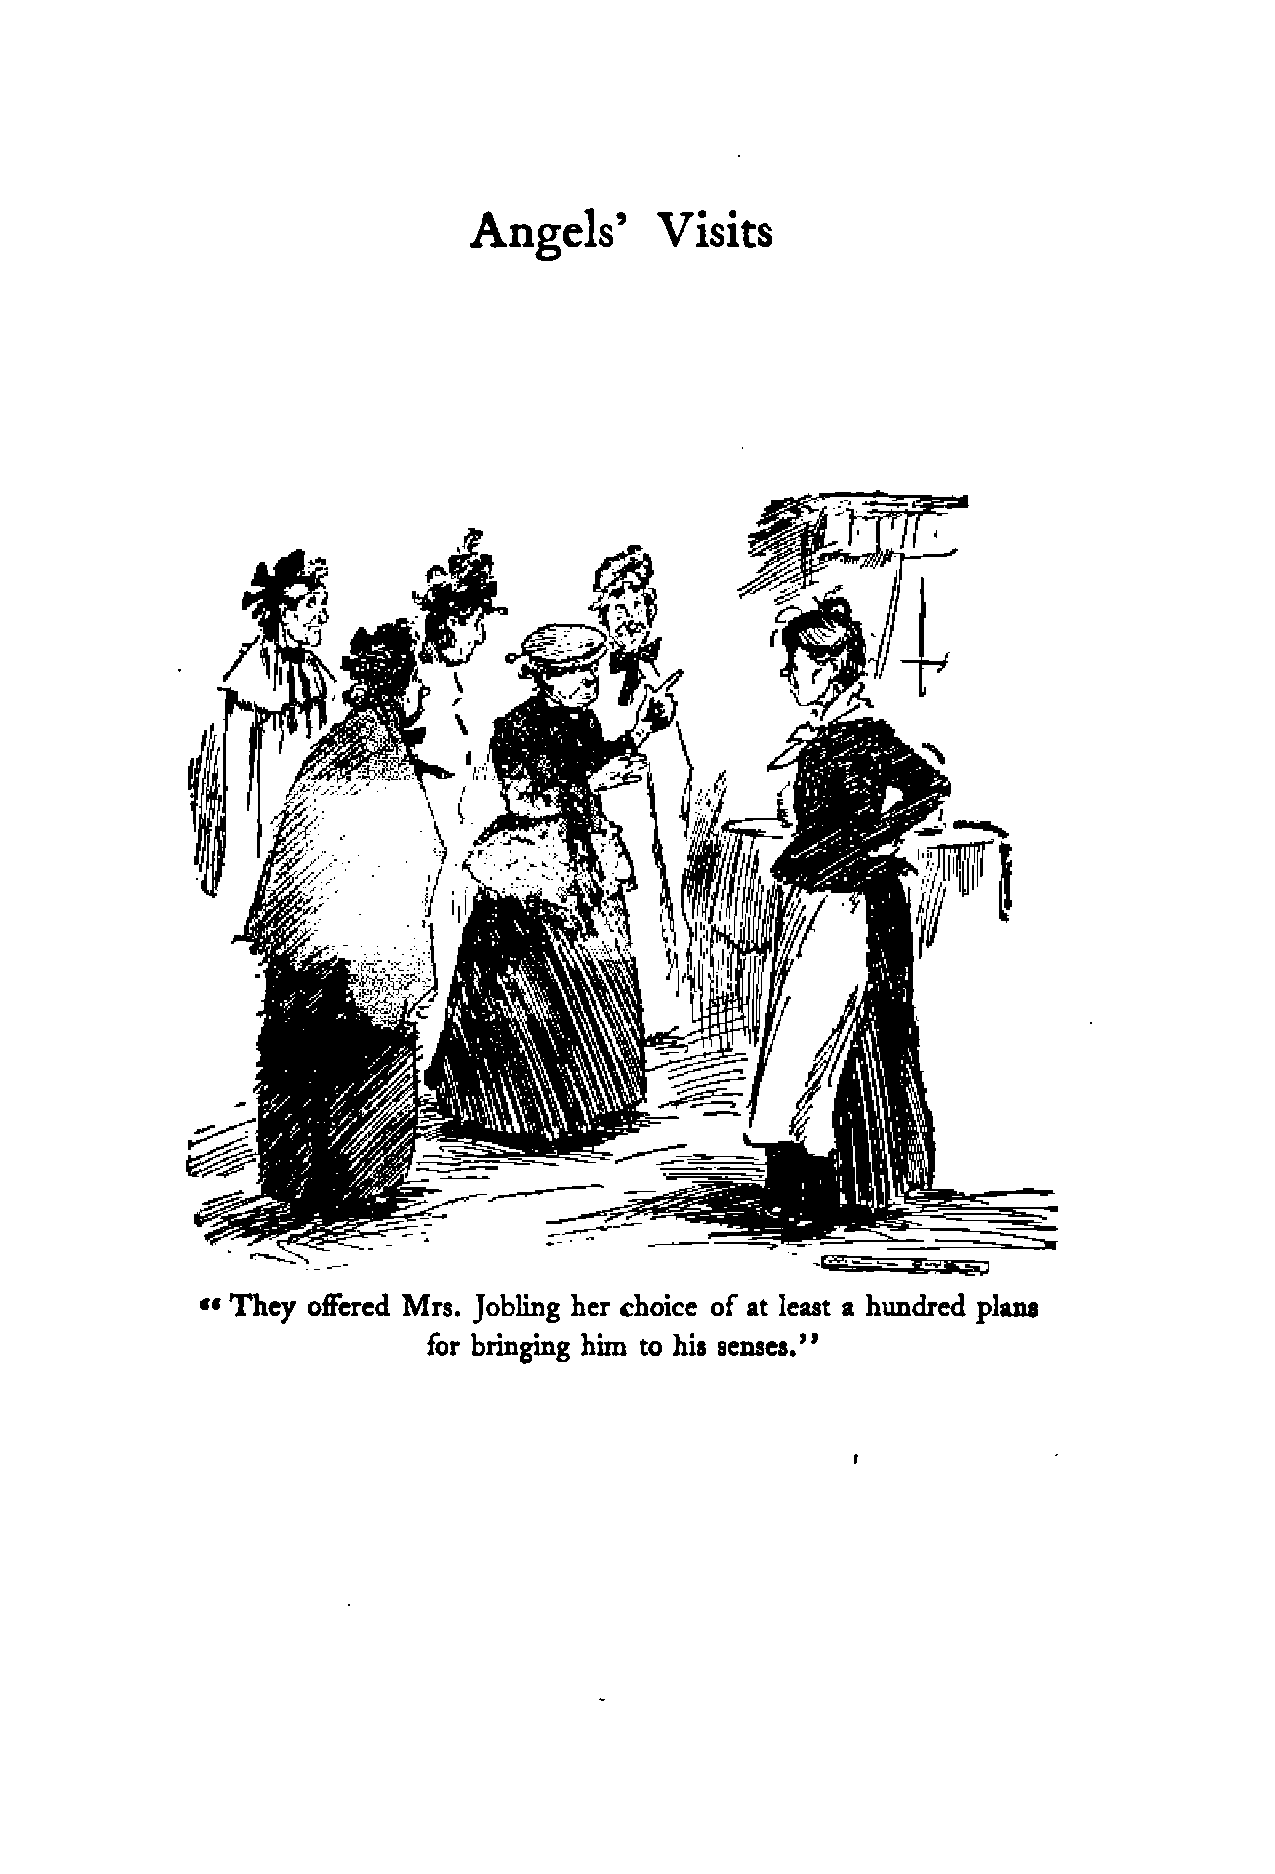 Angels’ Visits
“They offered Mrs. Jobling her choice of at least a hundred plans
for bringing him to his senses.”